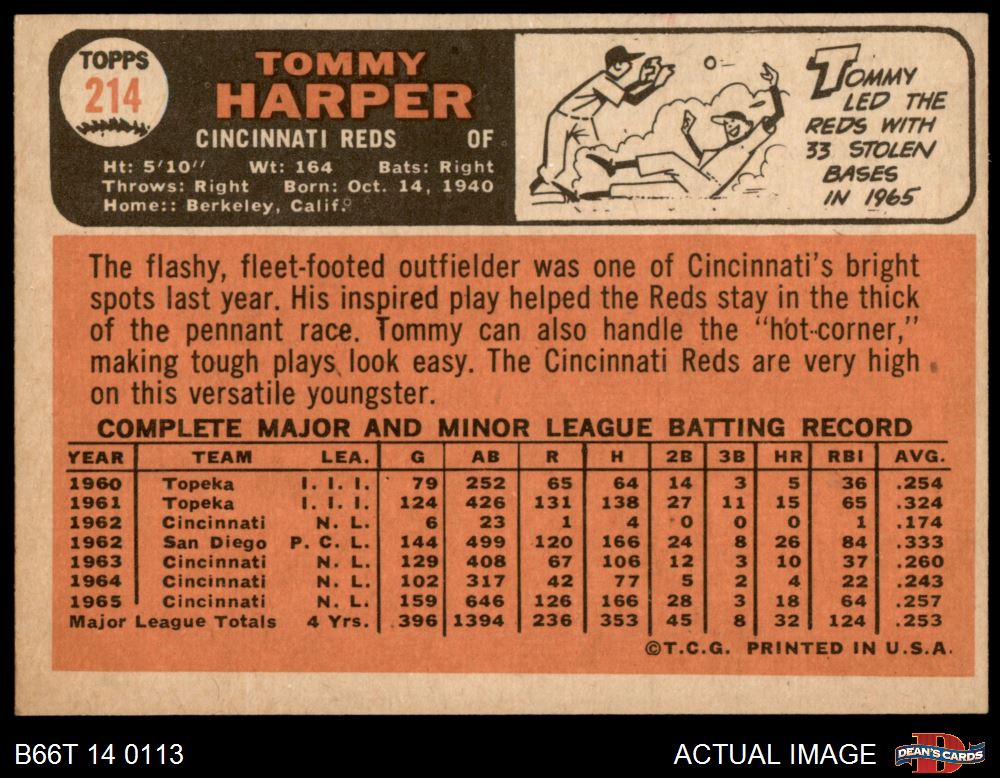 TOPPS
214
TOMMY
HARPER
CINCINNATI REDS OF
Ht: 5'10" Wt: 164 Bats: Right
Throws: Right Born: Oct. 14, 1940
Home:: Berkeley, Calif.
TOMMY
LED THE
REDS WITH
33 STOLEN
BASES
IN 1965
The flashy, fleet-footed outfielder was one of Cincinnati's bright
spots last year. His inspired play helped the Reds stay in the thick
of the pennant race. Tommy can also handle the "hot-corner,"
making tough plays look easy. The Cincinnati Reds are very high
on this versatile youngster.
COMPLETE MAJOR AND MINOR LEAGUE BATTING RECORD
YEAR TEAM LEA. G AB R H 2B 3B HR RBI AVG.
1960 Topeka I. I. I. 79 252 65 64 14 3 5 36 .254
1961 Topeka I. I. I. 124 426 131 138 27 11 15 65 .324
1962 Cincinnati N. L. 6 23 1 4 0 0 0 1 .174
1962 San Diego P. C. L. 144 499 120 166 24 8 26 84 .333
1963 Cincinnati N. L. 129 408 67 106 12 3 10 37 .260
1964 Cincinnati N. L. 102 317 42 77 5 2 4 22 .243
1965 Cincinnati N. L. 159 646 126 166 28 3 18 64 .257
Major League Totals 4 Yrs. 396 1394 236 353 45 8 32 124 .253
©T.C.G. PRINTED IN U.S.A.
B66T 14 0113
ACTUAL IMAGE
D
DEAN'S CARDS